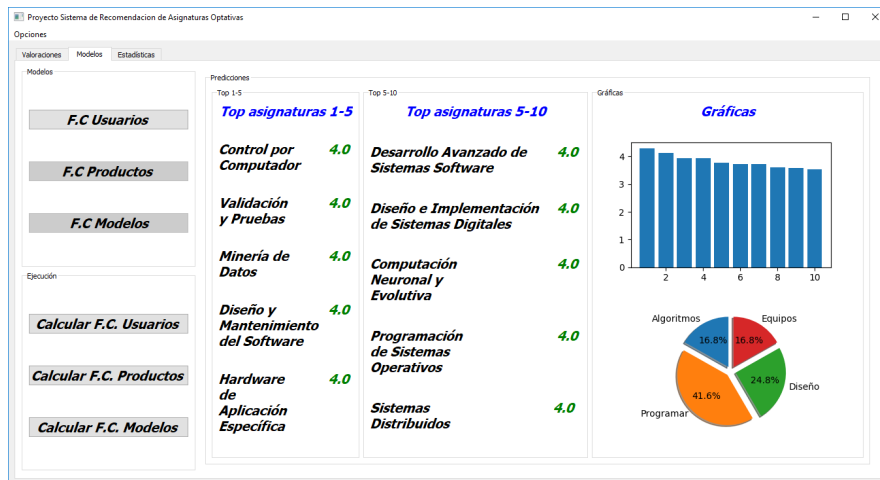 Proyecto Sistema de Recomendacion de Asignaturas Optativas
Opciones
Valoraciones Modelos Estadísticas
Modelos
F.C Usuarios
F.C Productos
F.C Modelos
Ejecución
Calcular F.C. Usuarios
Calcular F.C. Productos
Calcular F.C. Modelos
Predicciones
Top 1-5
Top asignaturas 1-5
Control por 4.0
Computador
Validación 4.0
y Pruebas
Minería de 4.0
Datos
Diseño y 4.0
Mantenimiento
del Software
Hardware 4.0
de
Aplicación
Específica
Top 5-10
Top asignaturas 5-10
Desarrollo Avanzado de 4.0
Sistemas Software
Diseño e Implementación 4.0
de Sistemas Digitales
Computación 4.0
Neuronal y
Evolutiva
Programación 4.0
de Sistemas
Operativos
Sistemas 4.0
Distribuidos
Gráficas
Gráficas
4
3
2
1
0
2 4 6 8 10
Algoritmos Equipos
16.8% 16.8%
24.8% Diseño
41.6%
Programar